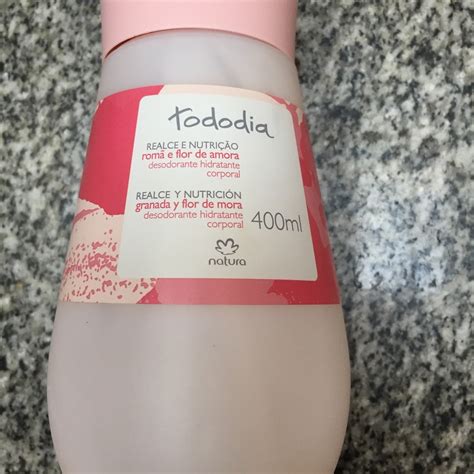 tododia
REALCE E NUTRIÇÃO
romã e flor de amora
desodorante hidratante
corporal
REALCE Y NUTRICIÓN
granada y flor de mora
desodorante hidratante
corporal
400ml
natura